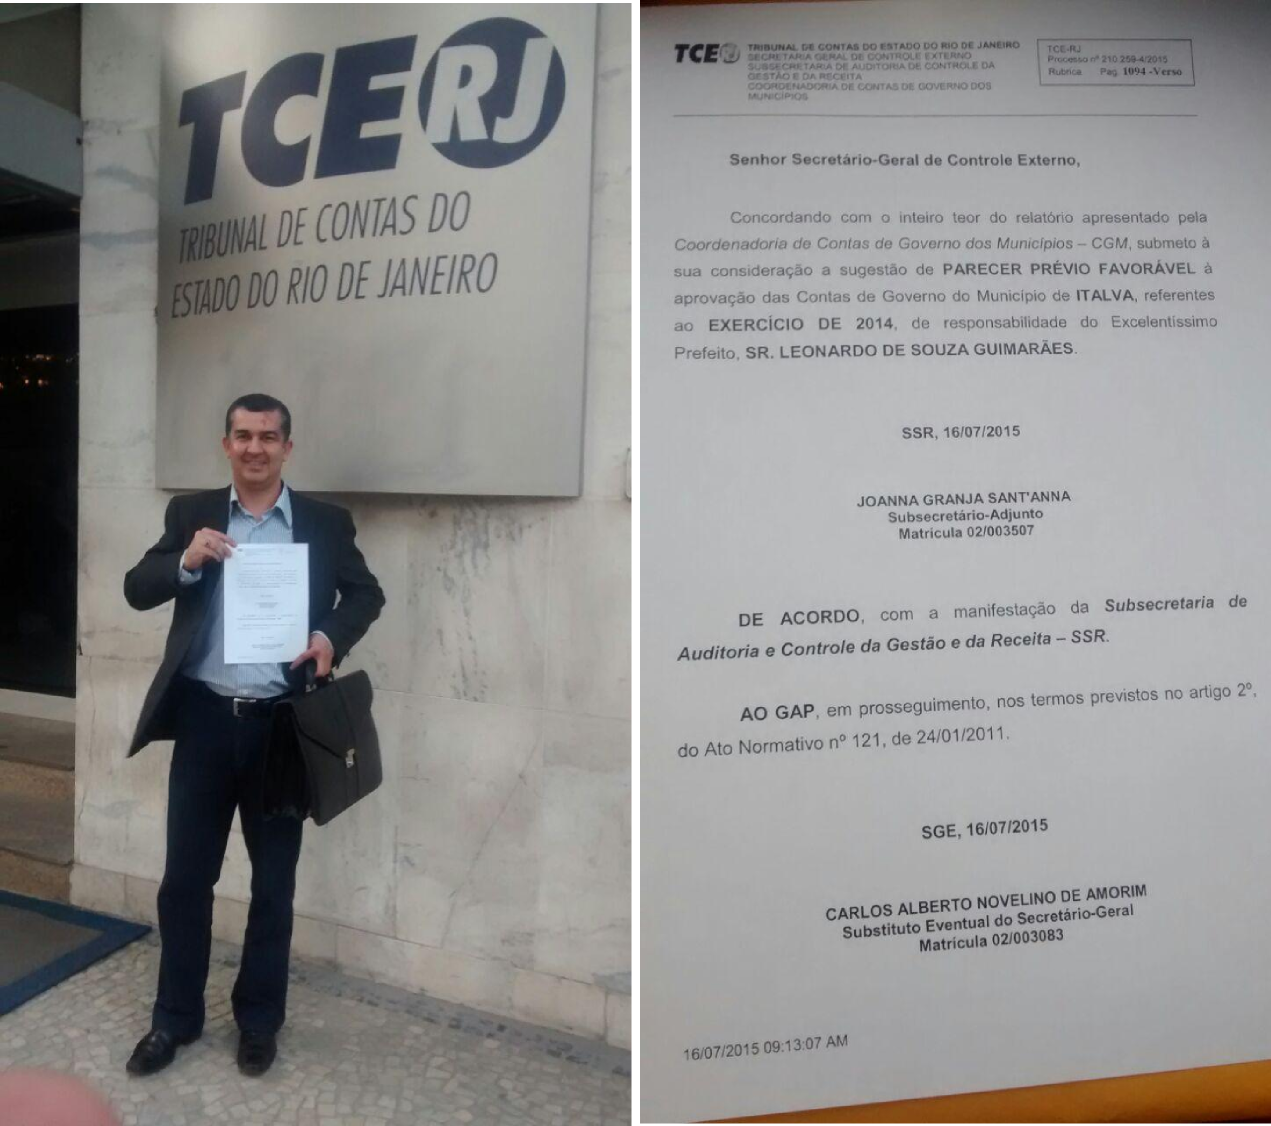 TCERJ
TRIBUNAL DE CONTAS DO
ESTADO DO RIO DE JANEIRO
TCERJ
TRIBUNAL DE CONTAS DO ESTADO DO RIO DE JANEIRO
SECRETARIA GERAL DE CONTROLE EXTERNO
SUBSECRETARIA DE AUDITORIA DE CONTROLE DA
GESTÃO E DA RECEITA
COORDENADORIA DE CONTAS DE GOVERNO DOS
MUNICÍPIOS
TCE-RJ
Processo nº 210.259-4/2015
Rubrica Pag. 1094 -Verso
Senhor Secretário-Geral de Controle Externo,
Concordando com o inteiro teor do relatório apresentado pela
Coordenadoria de Contas de Governo dos Municípios – CGM, submeto à
sua consideração a sugestão de PARECER PRÉVIO FAVORÁVEL à
aprovação das Contas de Governo do Município de ITALVA, referentes
ao EXERCÍCIO DE 2014, de responsabilidade do Excelentíssimo
Prefeito, SR. LEONARDO DE SOUZA GUIMARÃES.
SSR, 16/07/2015
JOANNA GRANJA SANT'ANNA
Subsecretário-Adjunto
Matrícula 02/003507
DE ACORDO, com a manifestação da Subsecretaria de
Auditoria e Controle da Gestão e da Receita – SSR.
AO GAP, em prosseguimento, nos termos previstos no artigo 2º,
do Ato Normativo nº 121, de 24/01/2011.
SGE, 16/07/2015
CARLOS ALBERTO NOVELINO DE AMORIM
Substituto Eventual do Secretário-Geral
Matrícula 02/003083
16/07/2015 09:13:07 AM